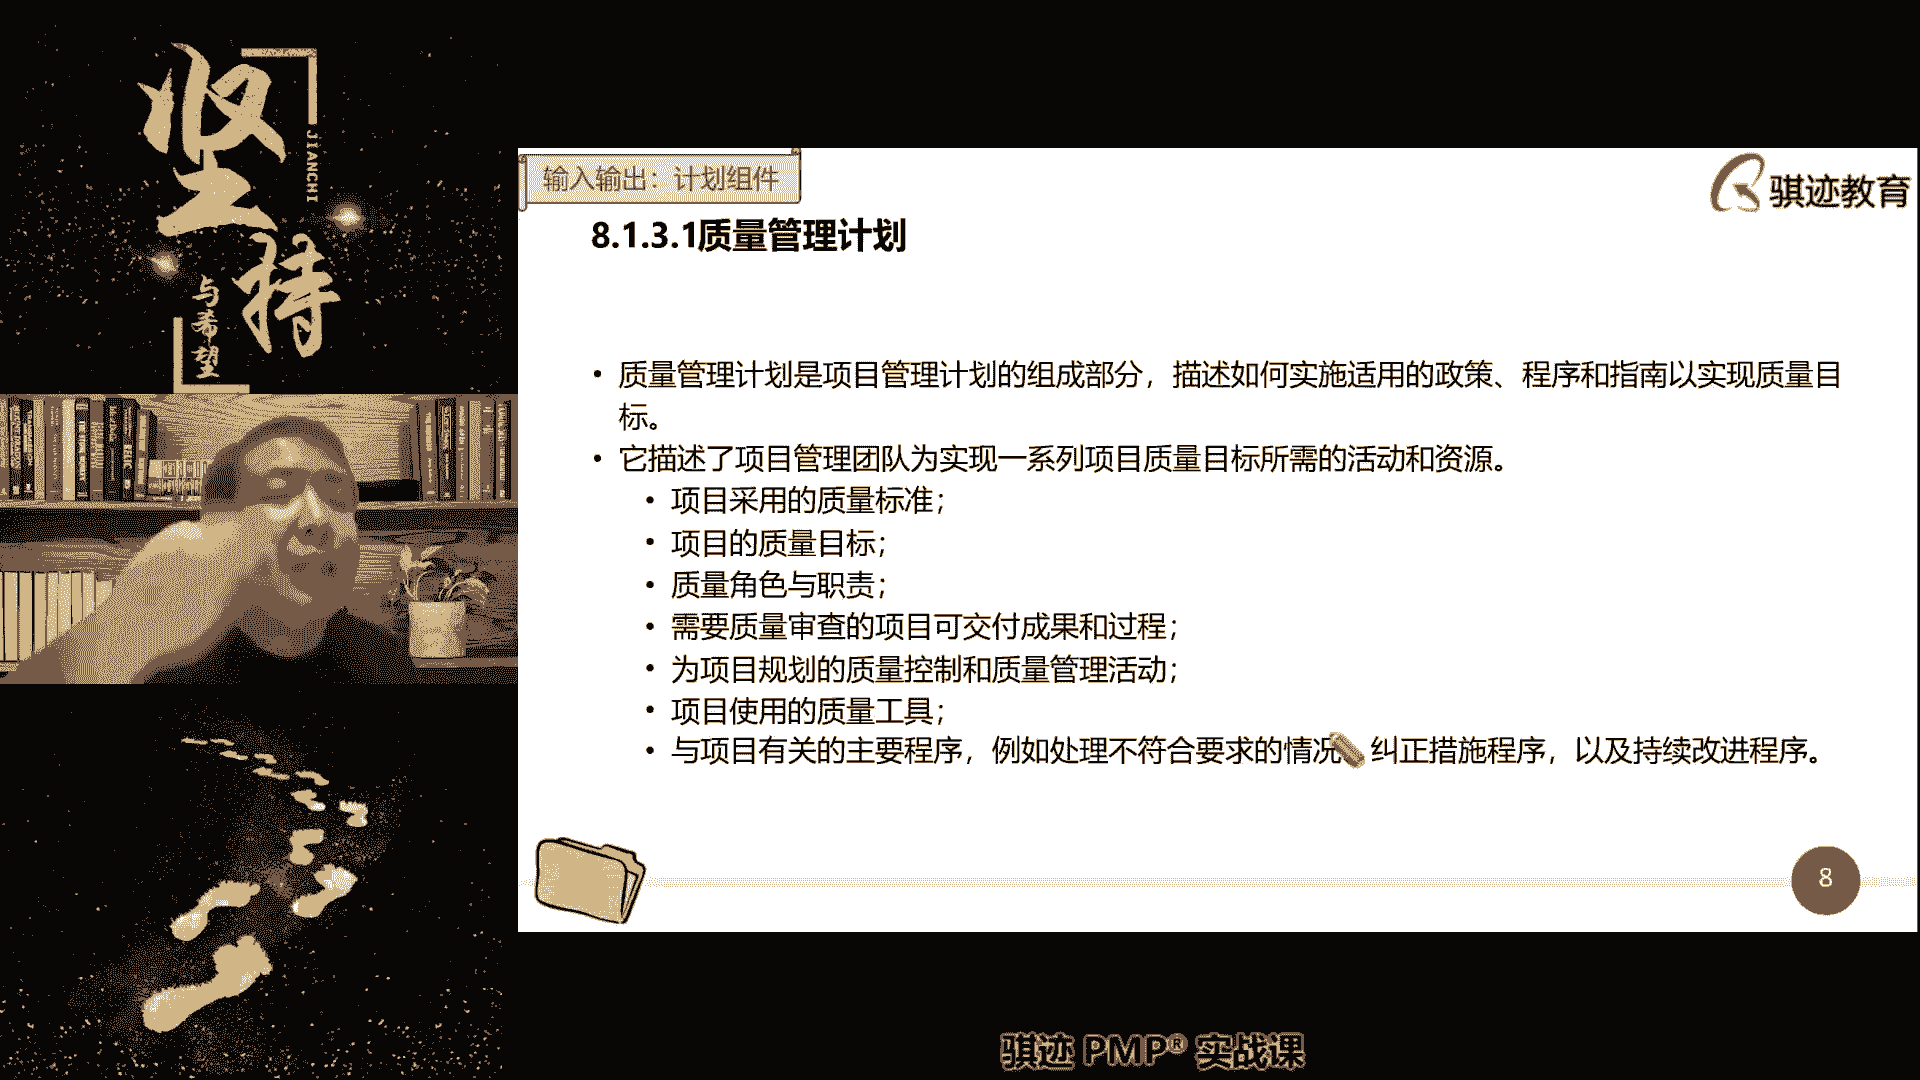 坚持
JIANCHI
与希望
输入输出：计划组件
骐迹教育
8.1.3.1质量管理计划
• 质量管理计划是项目管理计划的组成部分，描述如何实施适用的政策、程序和指南以实现质量目
标。
• 它描述了项目管理团队为实现一系列项目质量目标所需的活动和资源。
• 项目采用的质量标准；
• 项目的质量目标；
• 质量角色与职责；
• 需要质量审查的项目可交付成果和过程；
• 为项目规划的质量控制和质量管理活动；
• 项目使用的质量工具；
• 与项目有关的主要程序，例如处理不符合要求的情况 纠正措施程序，以及持续改进程序。
8
骐迹 PMP® 实战课